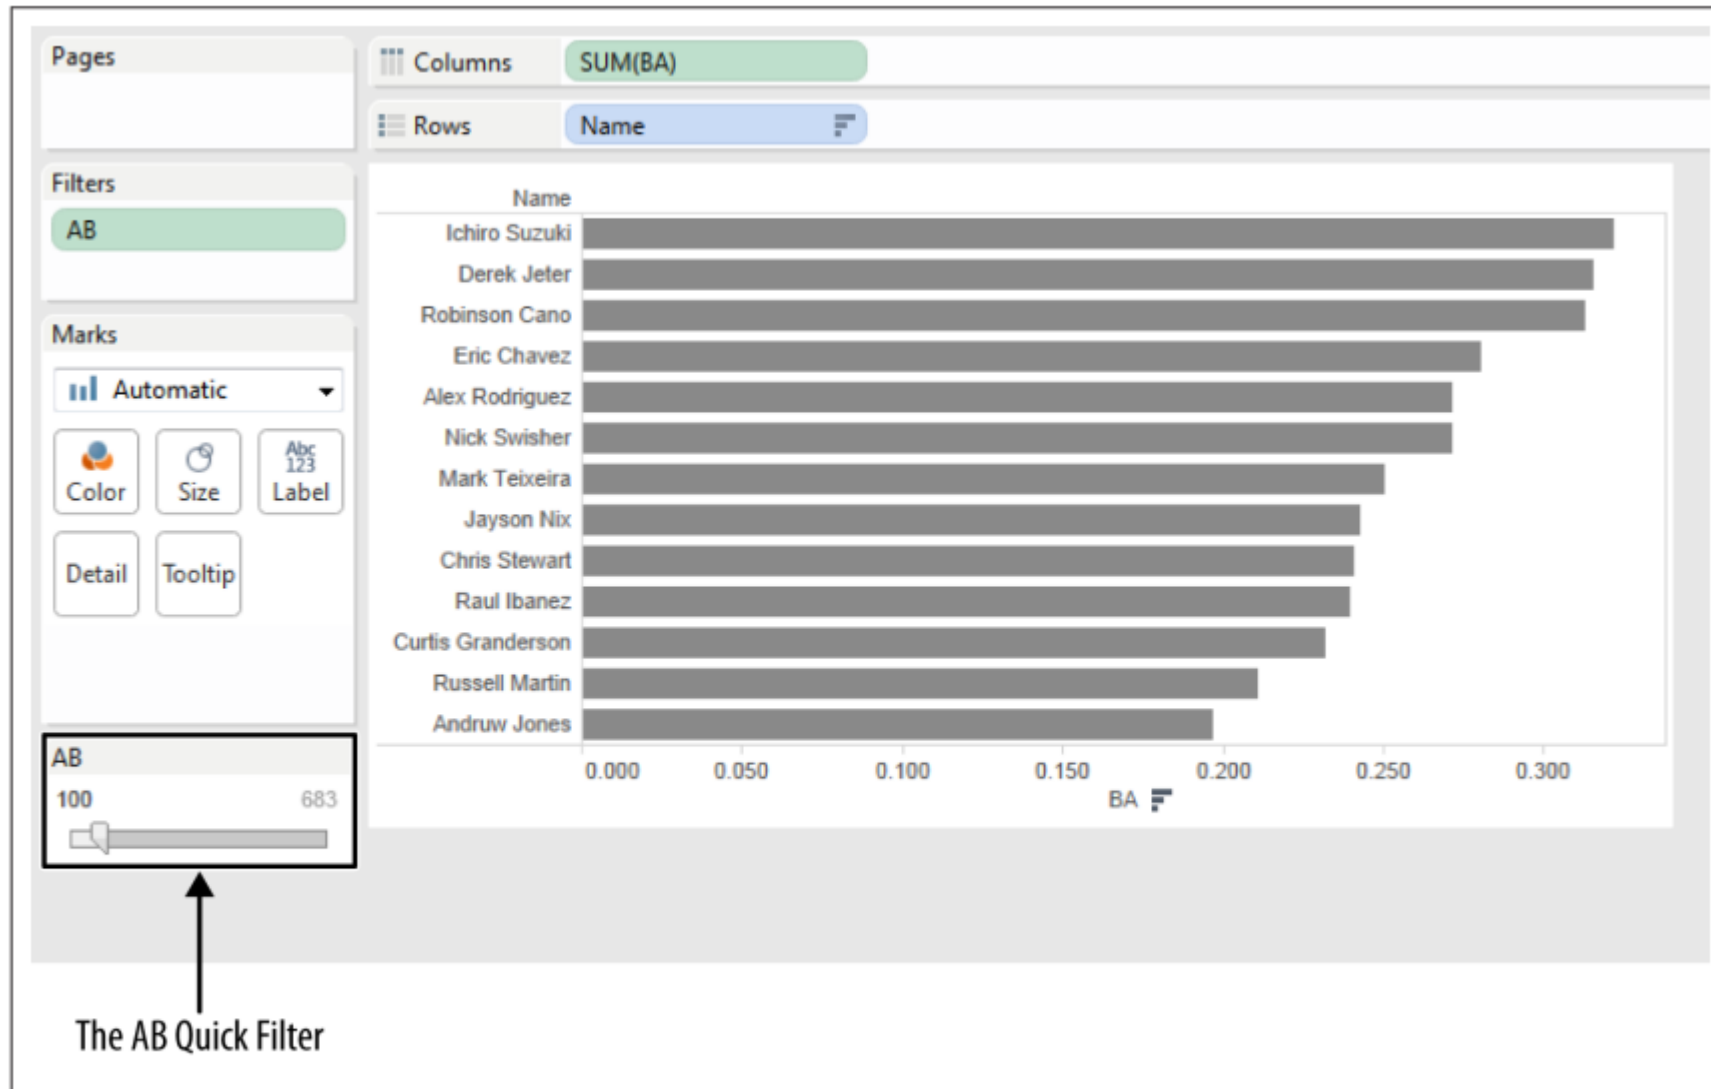 Pages
Columns SUM(BA)
Rows Name
Filters
AB
Marks
Automatic
Color Size Abc 123 Label
Detail Tooltip
AB
100 683
Name
Ichiro Suzuki
Derek Jeter
Robinson Cano
Eric Chavez
Alex Rodriguez
Nick Swisher
Mark Teixeira
Jayson Nix
Chris Stewart
Raul Ibanez
Curtis Granderson
Russell Martin
Andruw Jones
0.000 0.050 0.100 0.150 0.200 0.250 0.300
BA
The AB Quick Filter